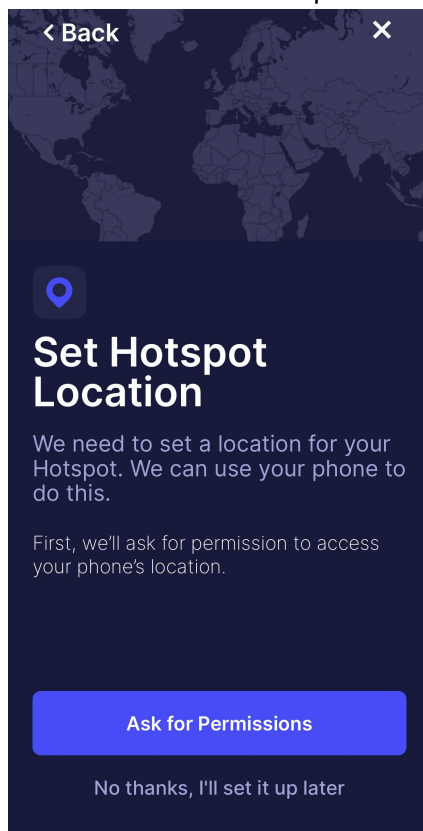 Back
Set Hotspot
Location
We need to set a location for your
Hotspot. We can use your phone to
do this.
First, we'll ask for permission to access
your phone's location.
Ask for Permissions
No thanks, I'll set it up later